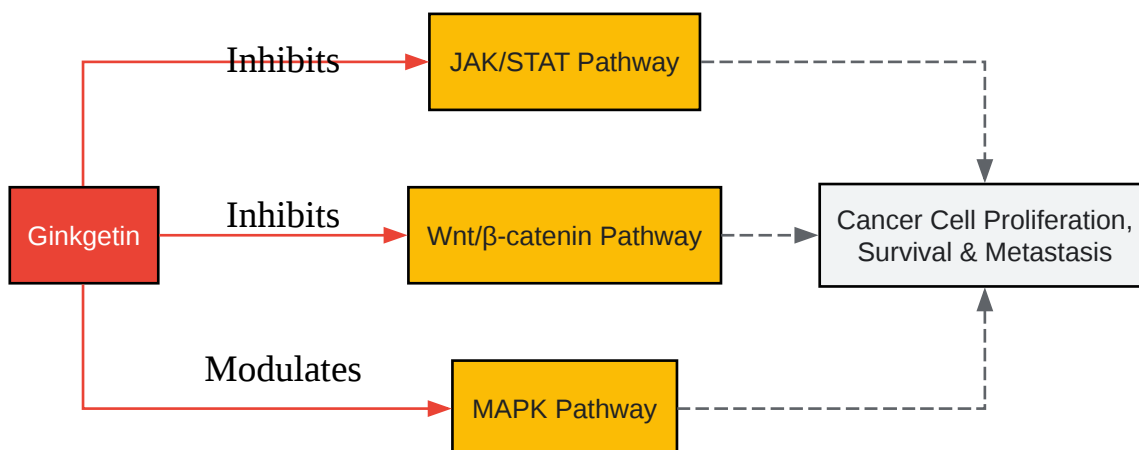 Inhibits
JAK/STAT Pathway
Ginkgetin
Inhibits
Wnt/β-catenin Pathway
Cancer Cell Proliferation,
Survival & Metastasis
Modulates
MAPK Pathway